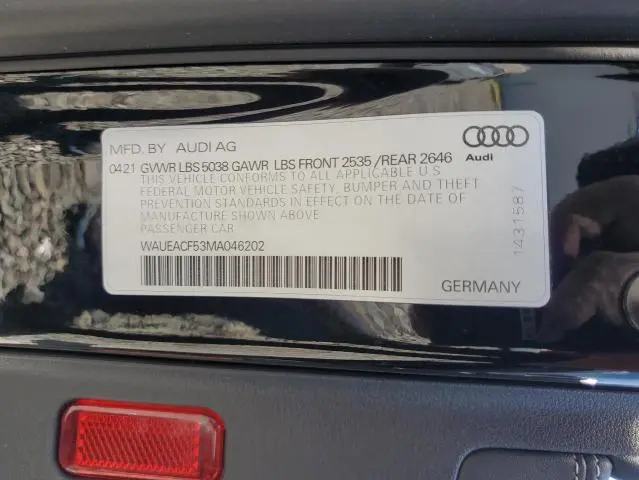 MFD. BY AUDI AG
0421 GVWR LBS 5038 GAWR LBS FRONT 2535 /REAR 2646
THIS VEHICLE CONFORMS TO ALL APPLICABLE U S
FEDERAL MOTOR VEHICLE SAFETY, BUMPER AND THEFT
PREVENTION STANDARDS IN EFFECT ON THE DATE OF
MANUFACTURE SHOWN ABOVE
PASSENGER CAR
WAUEACF53MA046202
Audi
1431587
GERMANY